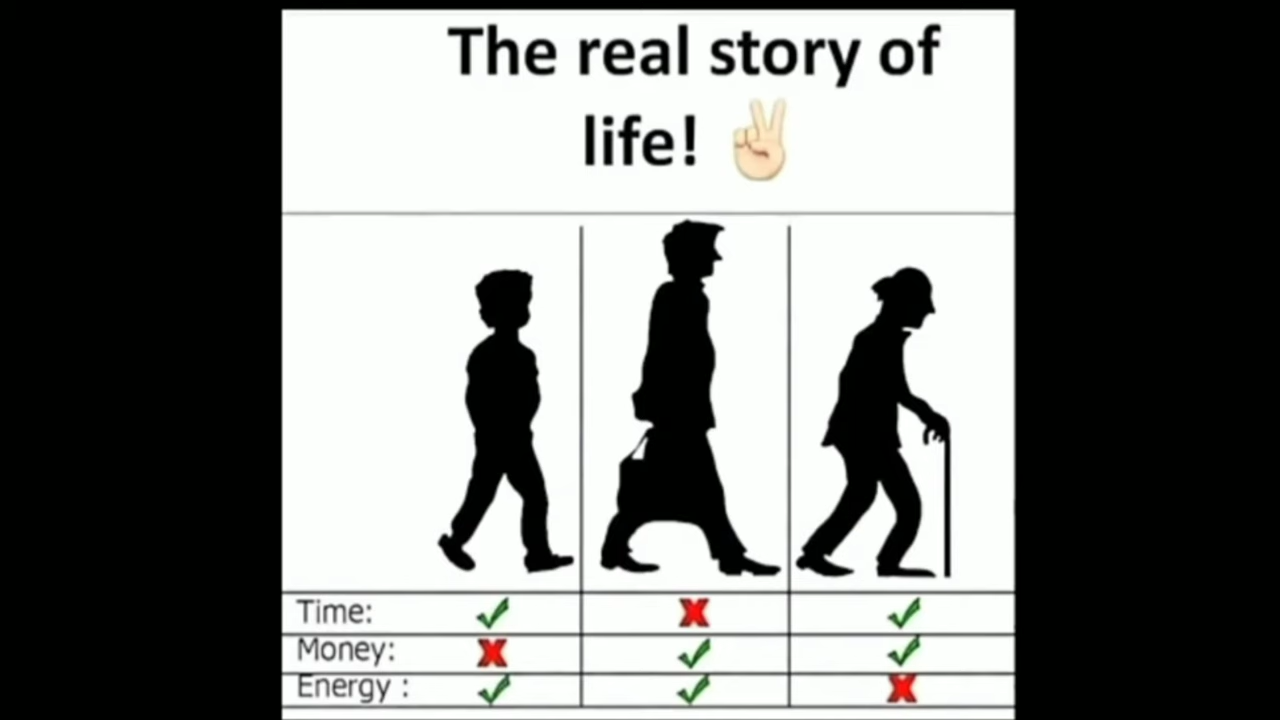 The real story of
life! ✌🏻
Time: ✔ ✘ ✔
Money: ✘ ✔ ✔
Energy : ✔ ✔ ✘